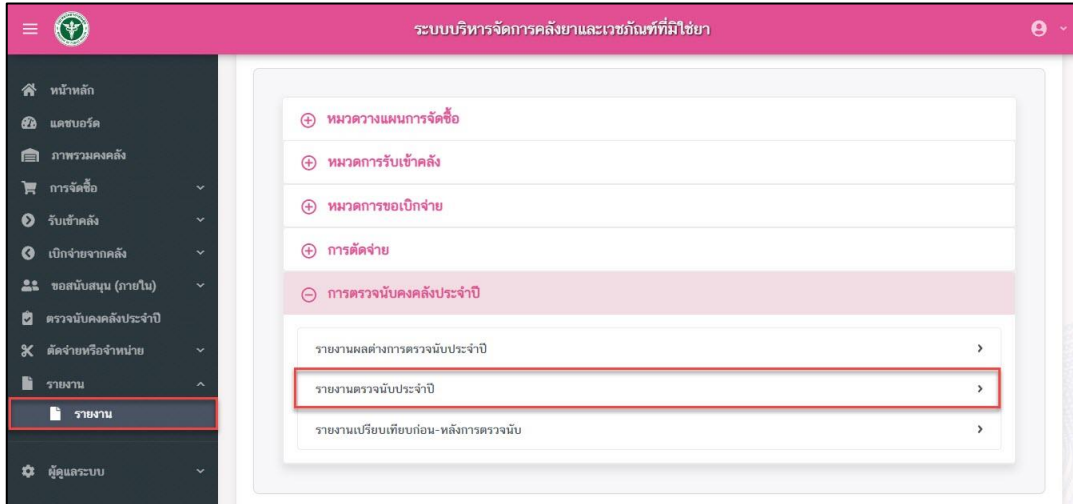 ระบบบริหารจัดการคลังยาและเวชภัณฑ์ที่มิใช่ยา
หน้าหลัก
แดชบอร์ด
ภาพรวมคงคลัง
การจัดซื้อ
รับเข้าคลัง
เบิกจ่ายจากคลัง
ขอสนับสนุน (ภายใน)
ตรวจนับคงคลังประจำปี
ตัดจ่ายหรือจำหน่าย
รายงาน
รายงาน
ผู้ดูแลระบบ
หมวดวางแผนการจัดซื้อ
หมวดการรับเข้าคลัง
หมวดการขอเบิกจ่าย
การตัดจ่าย
การตรวจนับคงคลังประจำปี
รายงานผลต่างการตรวจนับประจำปี
รายงานตรวจนับประจำปี
รายงานเปรียบเทียบก่อน-หลังการตรวจนับ